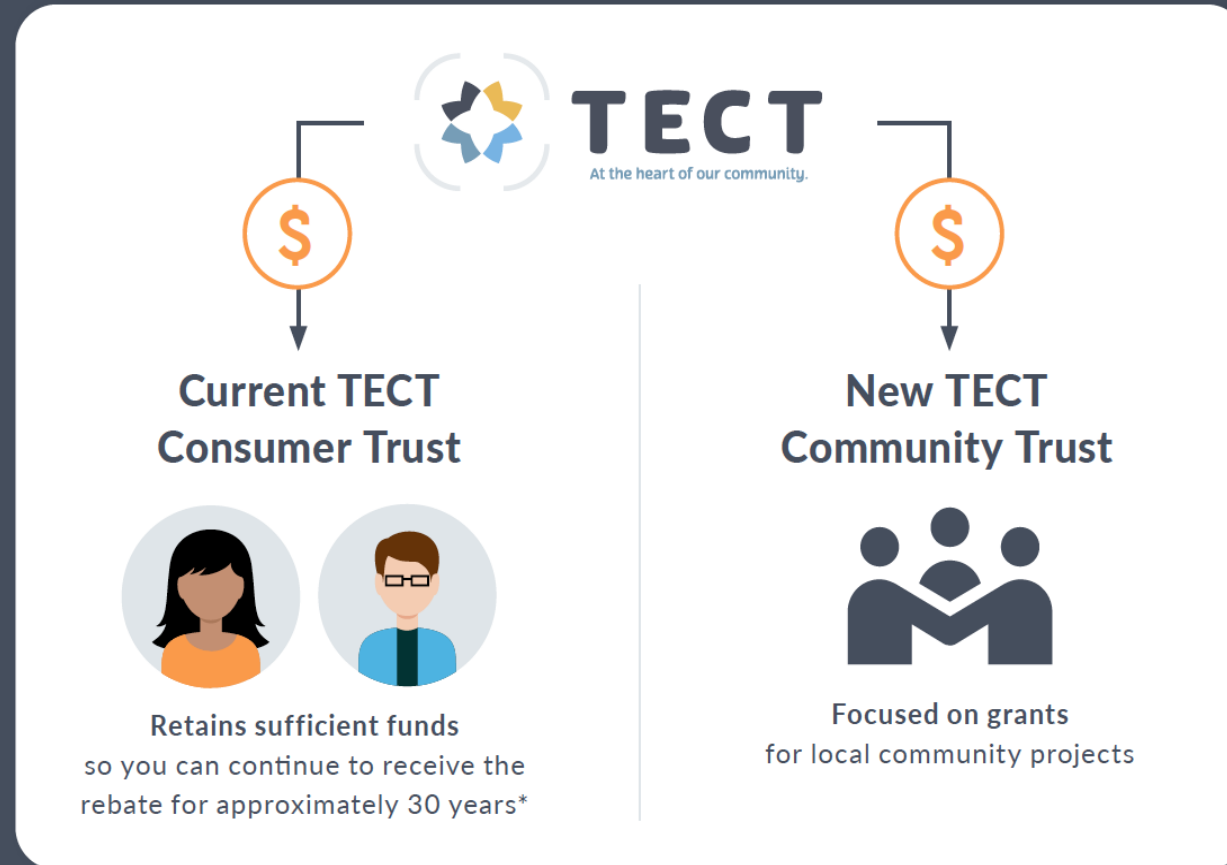 TECT
At the heart of our community.
$
$
Current TECT
Consumer Trust
Retains sufficient funds
so you can continue to receive the
rebate for approximately 30 years*
New TECT
Community Trust
Focused on grants
for local community projects